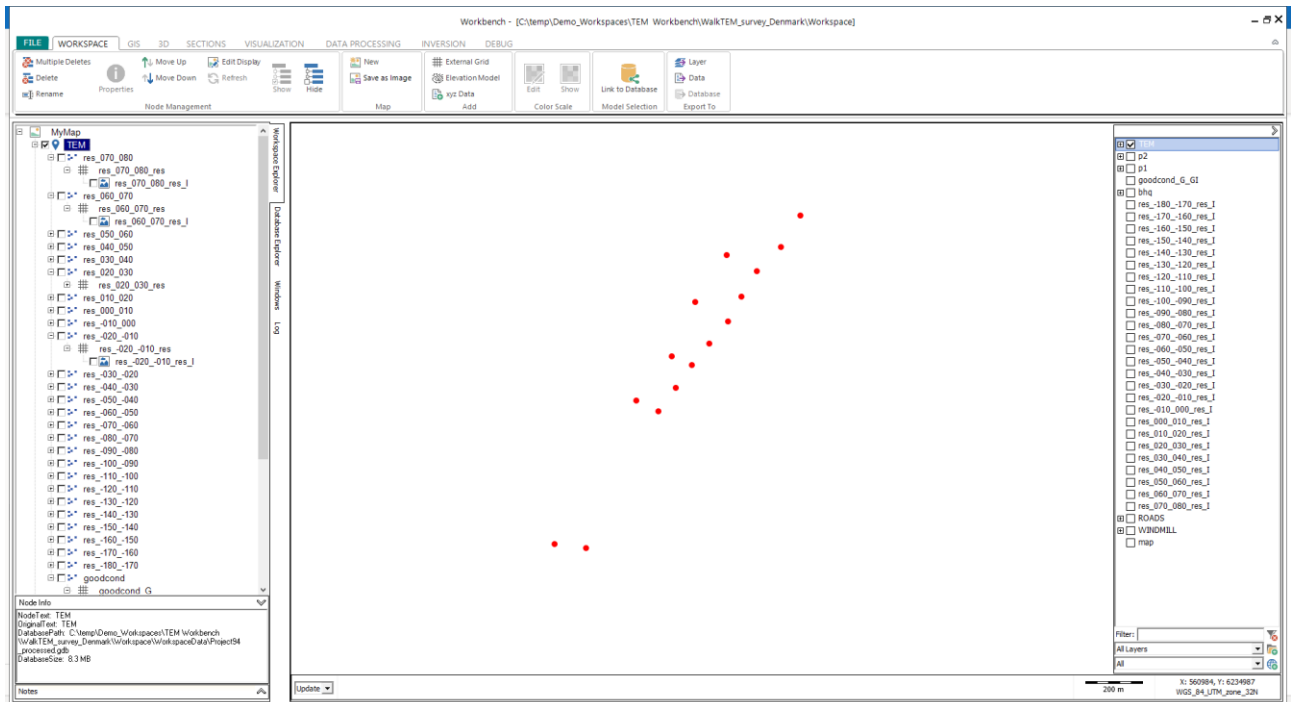 Workbench - [C:\temp\Demo_Workspaces\TEM Workbench\WalkTEM_survey_Denmark\Workspace]
FILE WORKSPACE GIS 3D SECTIONS VISUALIZATION DATA PROCESSING INVERSION DEBUG
Multiple Deletes
Delete
Rename
Properties
Move Up
Move Down
Edit Display
Refresh
Show
Hide
Node Management
New
Save as Image
Map
External Grid
Elevation Model
xyz Data
Add
Edit
Show
Color Scale
Link to Database
Model Selection
Layer
Data
Database
Export To
MyMap
TEM
res_070_080
res_070_080_res
res_070_080_res_I
res_060_070
res_060_070_res
res_060_070_res_I
res_050_060
res_040_050
res_030_040
res_020_030
res_020_030_res
res_010_020
res_000_010
res_-010_000
res_-020_-010
res_-020_-010_res
res_-020_-010_res_I
res_-030_-020
res_-040_-030
res_-050_-040
res_-060_-050
res_-070_-060
res_-080_-070
res_-090_-080
res_-100_-090
res_-110_-100
res_-120_-110
res_-130_-120
res_-140_-130
res_-150_-140
res_-160_-150
res_-170_-160
res_-180_-170
goodcond
goodcond_G
Workspace Explorer
Database Explorer
Windows
Log
Node Info
NodeText: TEM
OriginalText: TEM
DatabasePath: C:\temp\Demo_Workspaces\TEM Workbench
\WalkTEM_survey_Denmark\Workspace\WorkspaceData\Project94
_processed.gdb
DatabaseSize: 8.3 MB
Notes
Update
200 m
X: 560984, Y: 6234987
WGS_84_UTM_zone_32N
TEM
p2
p1
goodcond_G_GI
bhq
res_-180_-170_res_I
res_-170_-160_res_I
res_-160_-150_res_I
res_-150_-140_res_I
res_-140_-130_res_I
res_-130_-120_res_I
res_-120_-110_res_I
res_-110_-100_res_I
res_-100_-090_res_I
res_-090_-080_res_I
res_-080_-070_res_I
res_-070_-060_res_I
res_-060_-050_res_I
res_-050_-040_res_I
res_-040_-030_res_I
res_-030_-020_res_I
res_-020_-010_res_I
res_-010_000_res_I
res_000_010_res_I
res_010_020_res_I
res_020_030_res_I
res_030_040_res_I
res_040_050_res_I
res_050_060_res_I
res_060_070_res_I
res_070_080_res_I
ROADS
WINDMILL
map
Filter:
All Layers
All